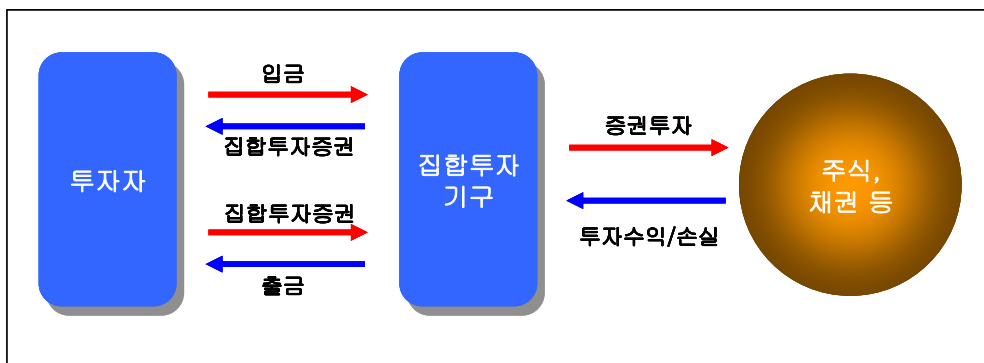 입금
집합투자증권
투자자
집합투자증권
출금
집합투자
기구
증권투자
투자수익/손실
주식,
채권 등